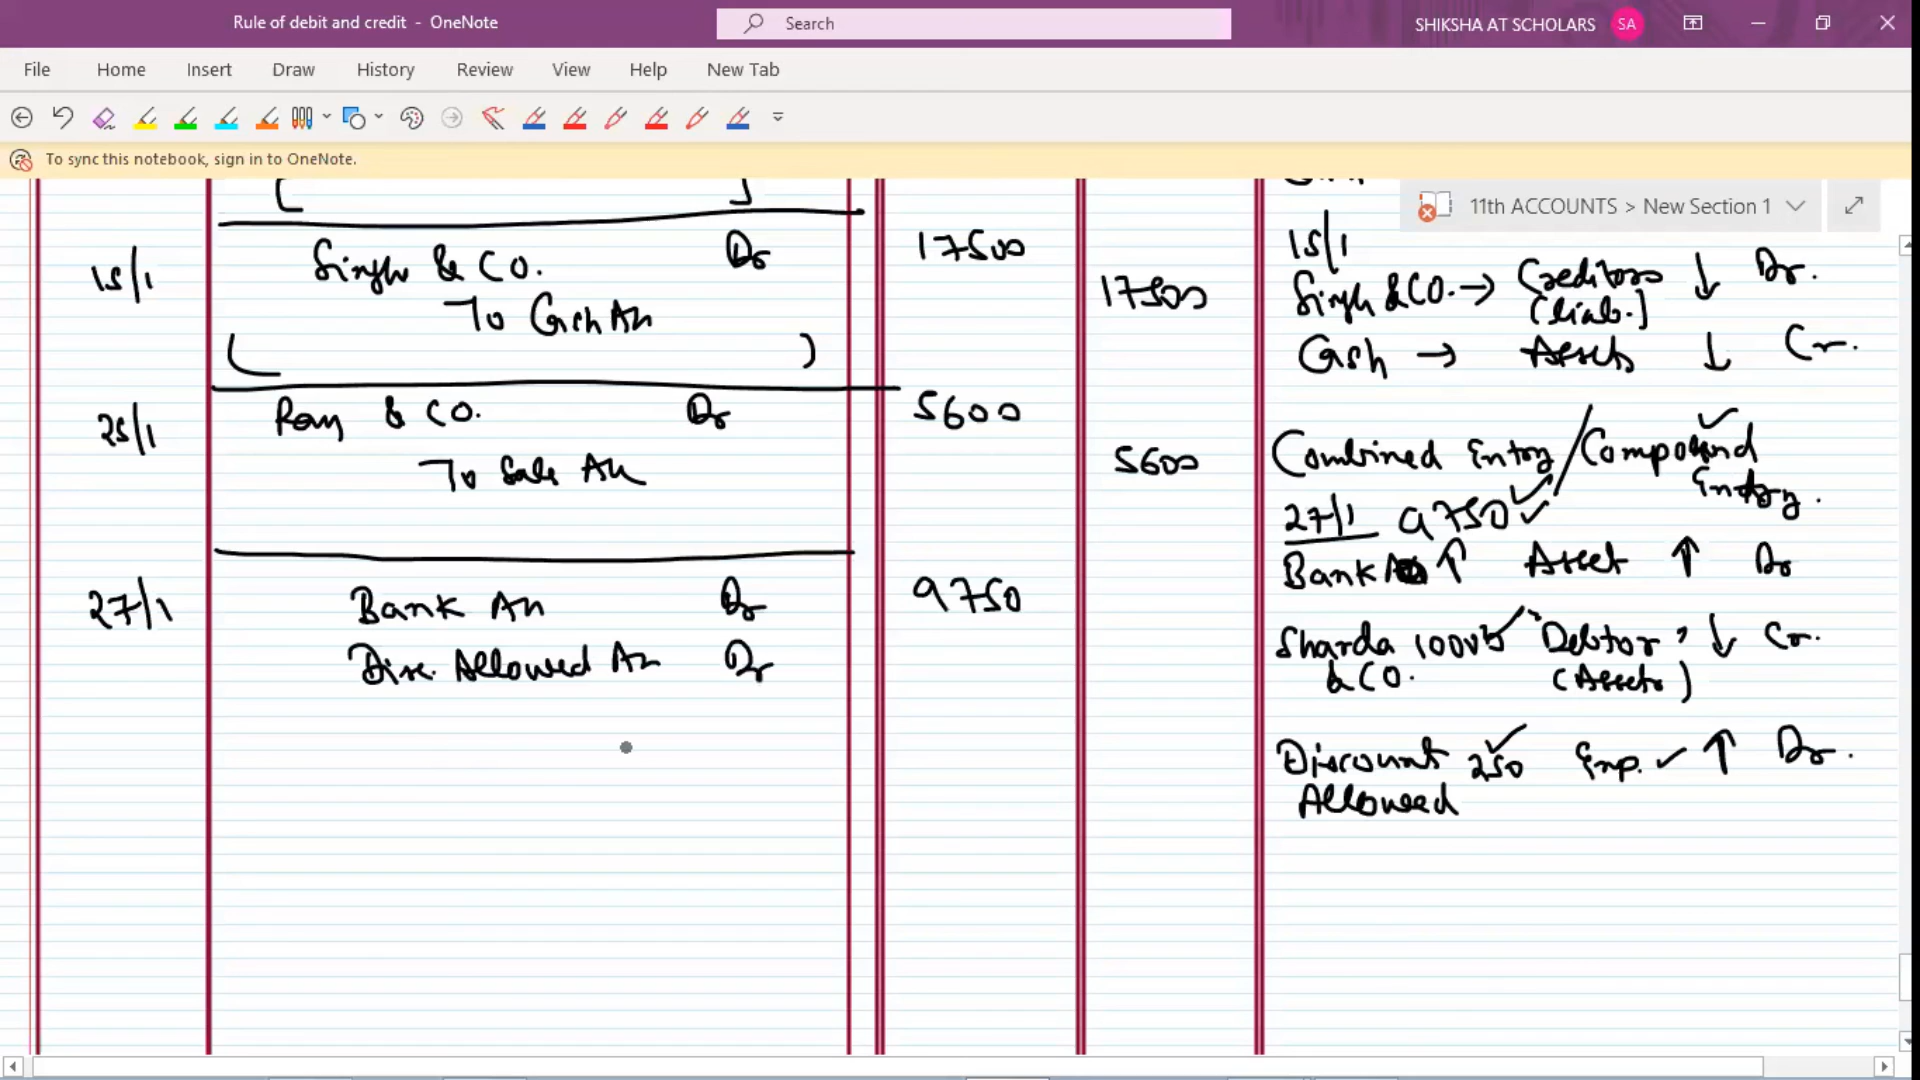 Rule of debit and credit - OneNote
Search
SHIKSHA AT SCHOLARS
SA
File Home Insert Draw History Review View Help New Tab
To sync this notebook, sign in to OneNote.
11th ACCOUNTS > New Section 1
15/1 Singh & CO. Dr 17500
To Cash A/c 17500
25/1 Ray & CO. Dr 5600
To Sale A/c 5600
27/1 Bank A/c Dr 9750
Disc. Allowed A/c Dr
15/1
Singh & CO. → Creditors ↓ Dr.
(Liab.]
Cash → Assets ↓ Cr.
Combined Entry / Compound
Entry.
27/1 9750
Bank ↑ Asset ↑ Dr
Sharda Debtor ↓ Cr.
& CO. (Assets)
Discount 250 Exp. ↑ Dr.
Allowed